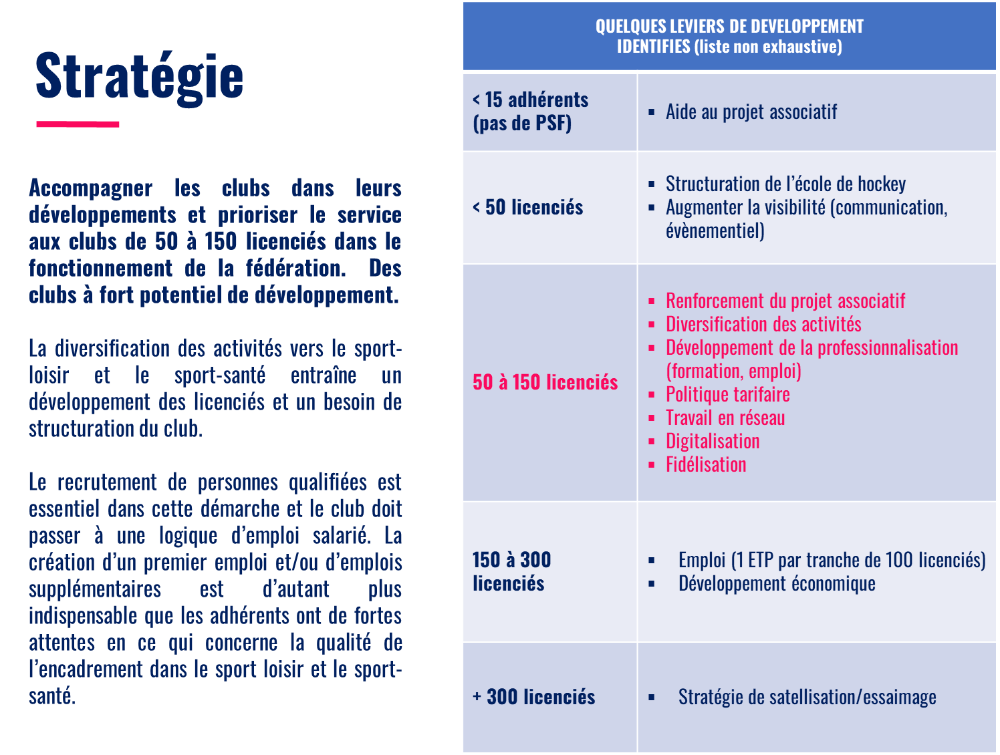 Stratégie
Accompagner les clubs dans leurs
développements et prioriser le service
aux clubs de 50 à 150 licenciés dans le
fonctionnement de la fédération. Des
clubs à fort potentiel de développement.
La diversification des activités vers le sport-
loisir et le sport-santé entraîne un
développement des licenciés et un besoin de
structuration du club.
Le recrutement de personnes qualifiées est
essentiel dans cette démarche et le club doit
passer à une logique d’emploi salarié. La
création d’un premier emploi et/ou d’emplois
supplémentaires est d’autant plus
indispensable que les adhérents ont de fortes
attentes en ce qui concerne la qualité de
l’encadrement dans le sport loisir et le sport-
santé.
QUELQUES LEVIERS DE DEVELOPPEMENT
IDENTIFIES (liste non exhaustive)
< 15 adhérents
(pas de PSF)
▪ Aide au projet associatif
< 50 licenciés
▪ Structuration de l’école de hockey
▪ Augmenter la visibilité (communication,
évènementiel)
50 à 150 licenciés
▪ Renforcement du projet associatif
▪ Diversification des activités
▪ Développement de la professionnalisation
(formation, emploi)
▪ Politique tarifaire
▪ Travail en réseau
▪ Digitalisation
▪ Fidélisation
150 à 300
licenciés
▪ Emploi (1 ETP par tranche de 100 licenciés)
▪ Développement économique
+ 300 licenciés
▪ Stratégie de satellisation/essaimage